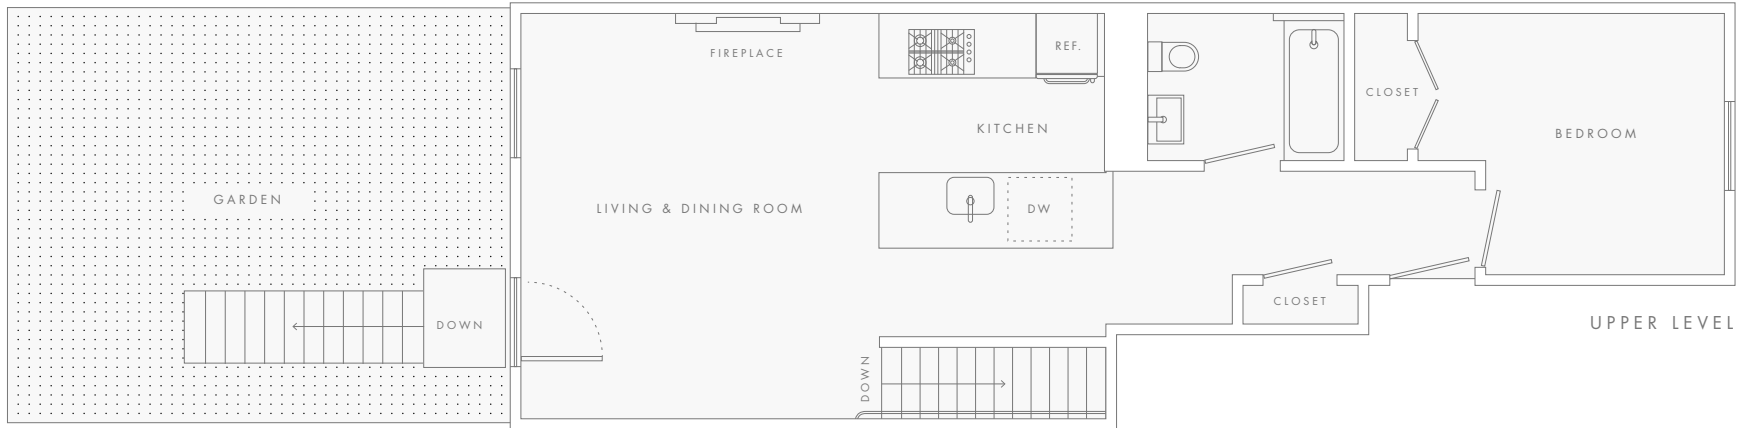 FIREPLACE
REF.
CLOSET
KITCHEN
BEDROOM
GARDEN
LIVING & DINING ROOM
DW
CLOSET
DOWN
UPPER LEVEL
DOWN